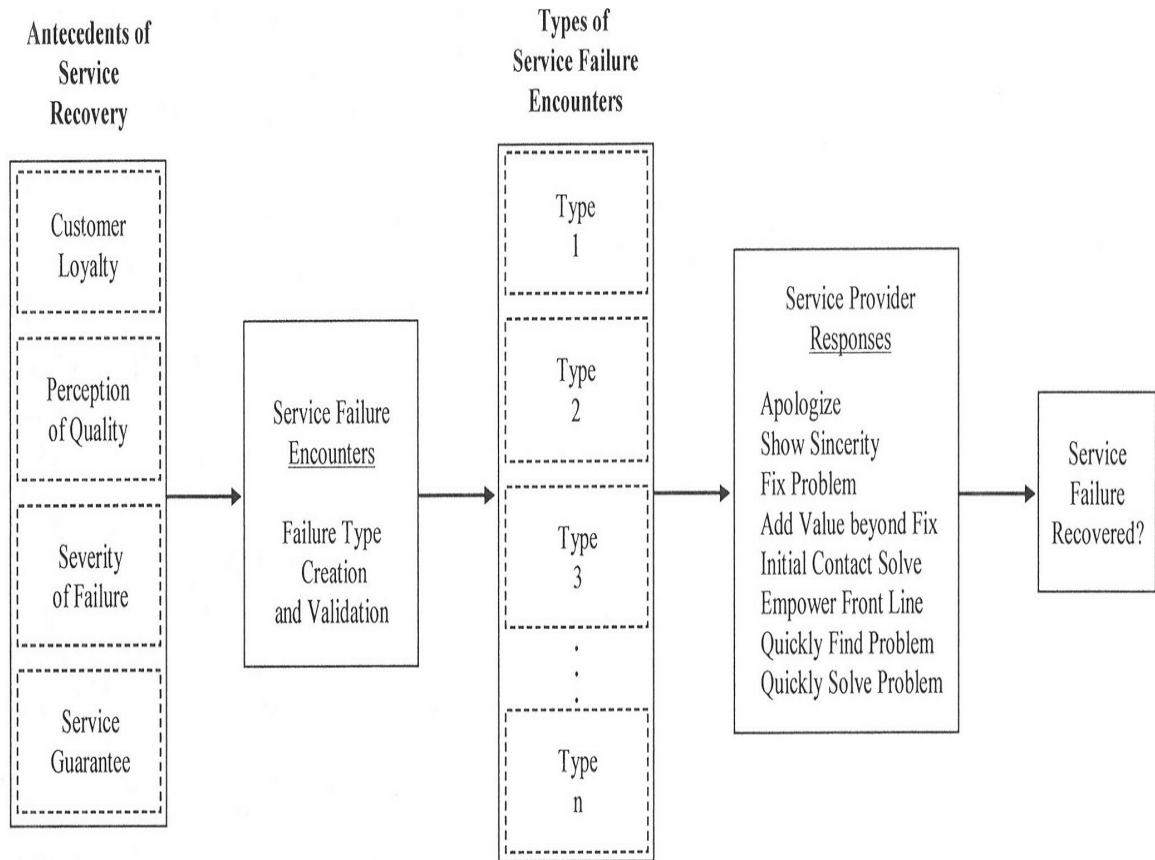 Antecedents of
Service
Recovery
Customer
Loyalty
Perception
of Quality
Severity
of Failure
Service
Guarantee
Service Failure
Encounters
Failure Type
Creation
and Validation
Types of
Service Failure
Encounters
Type
1
Type
2
Type
3
.
.
.
Type
n
Service Provider
Responses
Apologize
Show Sincerity
Fix Problem
Add Value beyond Fix
Initial Contact Solve
Empower Front Line
Quickly Find Problem
Quickly Solve Problem
Service
Failure
Recovered?